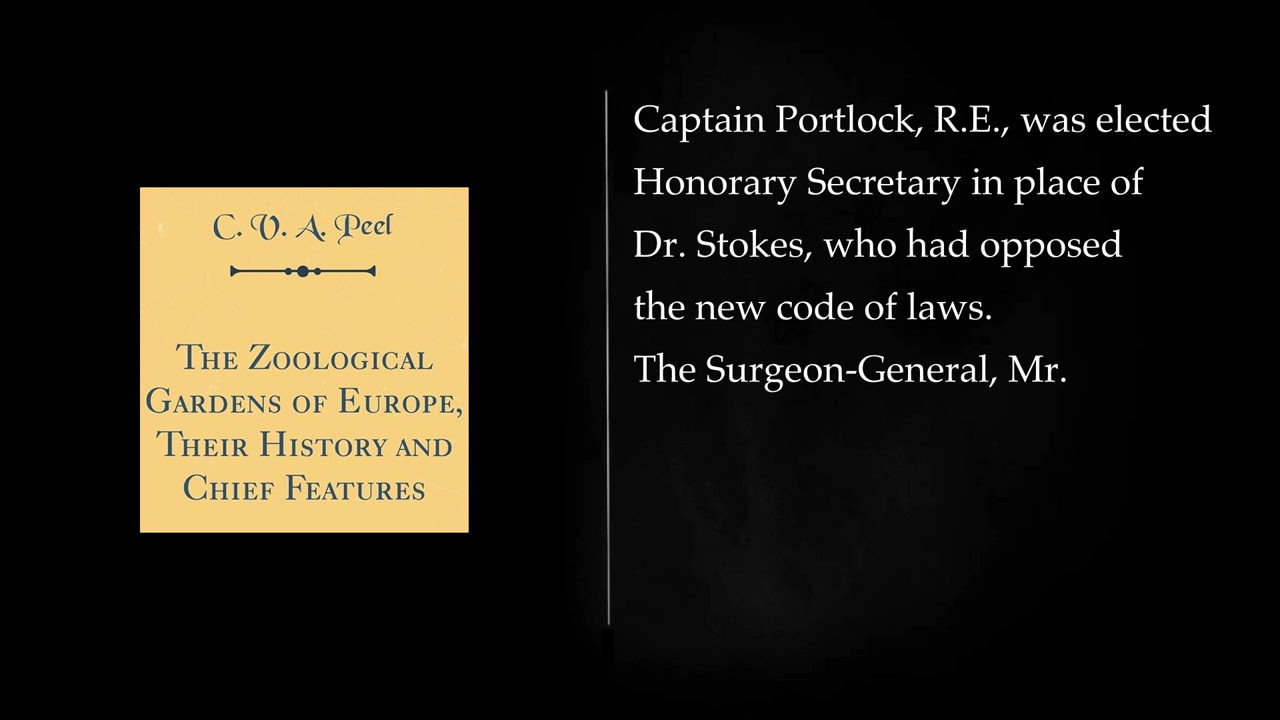 C. V. A. Peel
The Zoological
Gardens of Europe,
Their History and
Chief Features
Captain Portlock, R.E., was elected
Honorary Secretary in place of
Dr. Stokes, who had opposed
the new code of laws.
The Surgeon-General, Mr.